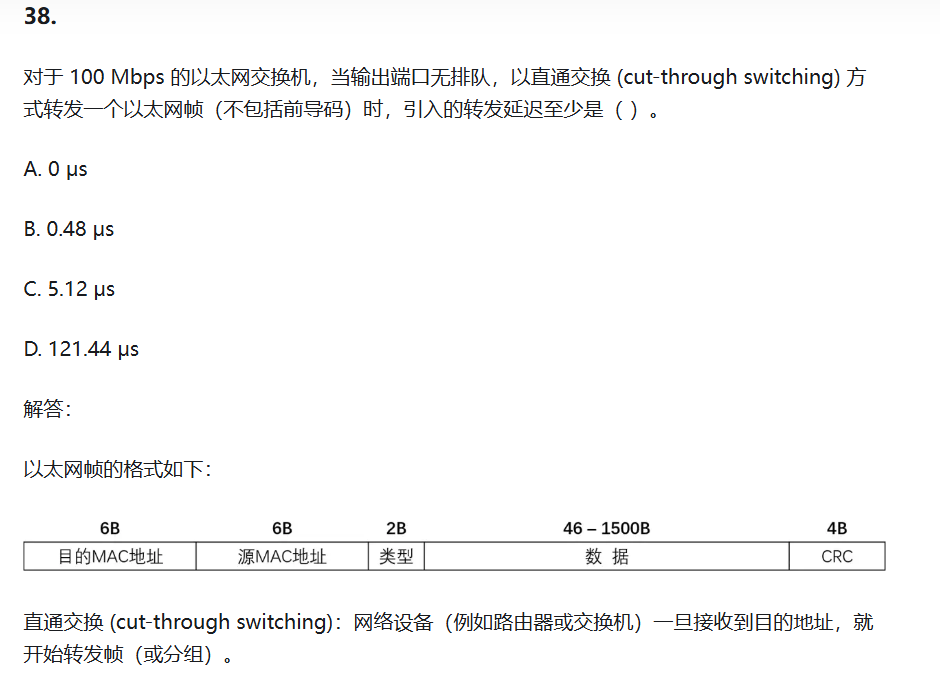 38.
对于 100 Mbps 的以太网交换机，当输出端口无排队，以直通交换 (cut-through switching) 方
式转发一个以太网帧（不包括前导码）时，引入的转发延迟至少是（ ）。
A. 0 μs
B. 0.48 μs
C. 5.12 μs
D. 121.44 μs
解答：
以太网帧的格式如下：
6B 6B 2B 46 – 1500B 4B
目的MAC地址 源MAC地址 类型 数 据 CRC
直通交换 (cut-through switching)：网络设备（例如路由器或交换机）一旦接收到目的地址，就
开始转发帧（或分组）。